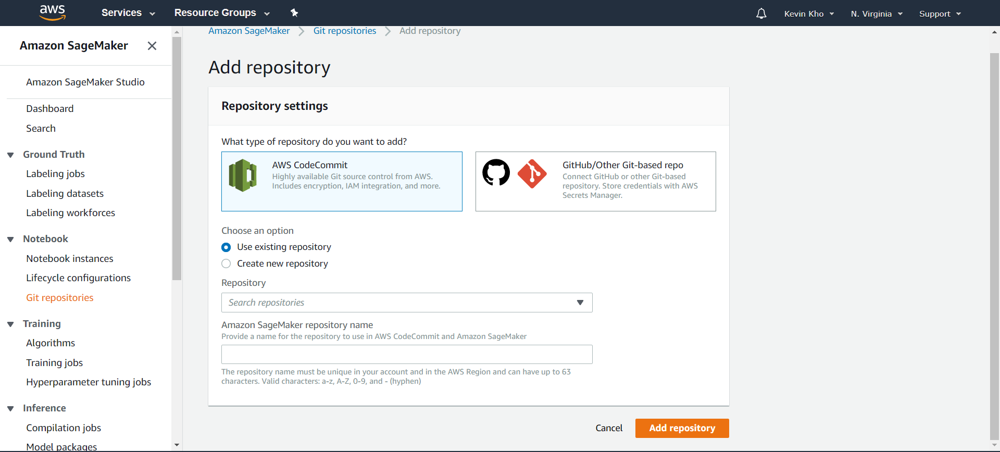 aws
Services
Resource Groups
Kevin Kho
N. Virginia
Support
Amazon SageMaker
Amazon SageMaker Studio
Dashboard
Search
Ground Truth
Labeling jobs
Labeling datasets
Labeling workforces
Notebook
Notebook instances
Lifecycle configurations
Git repositories
Training
Algorithms
Training jobs
Hyperparameter tuning jobs
Inference
Compilation jobs
Model packages
Amazon SageMaker
Git repositories
Add repository
Add repository
Repository settings
What type of repository do you want to add?
AWS CodeCommit
Highly available Git source control from AWS.
Includes encryption, IAM integration, and more.
GitHub/Other Git-based repo
Connect GitHub or other Git-based
repository. Store credentials with AWS
Secrets Manager.
Choose an option
Use existing repository
Create new repository
Repository
Search repositories
Amazon SageMaker repository name
Provide a name for the repository to use in AWS CodeCommit and Amazon SageMaker
The repository name must be unique in your account and in the AWS Region and can have up to 63
characters. Valid characters: a-z, A-Z, 0-9, and - (hyphen)
Cancel
Add repository